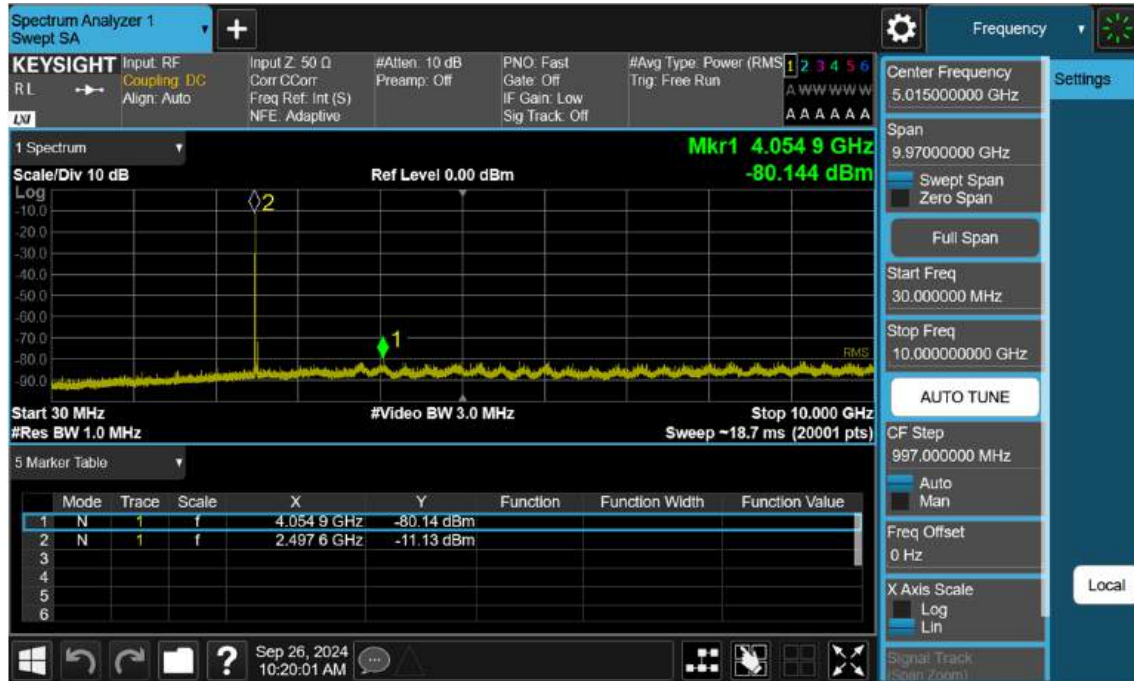 Spectrum Analyzer 1
Swept SA
Frequency
KEYSIGHT
RL
LXI
Input: RF
Coupling: DC
Align: Auto
Input Z: 50 Ω
Corr CCorr
Freq Ref: Int (S)
NFE: Adaptive
#Atten: 10 dB
Preamp: Off
PNO: Fast
Gate: Off
IF Gain: Low
Sig Track: Off
#Avg Type: Power (RMS
Trig: Free Run
1 2 3 4 5 6
A W W W W W
A A A A A A
1 Spectrum
Scale/Div 10 dB
Ref Level 0.00 dBm
Mkr1 4.054 9 GHz
-80.144 dBm
Log
-10.0
-20.0
-30.0
-40.0
-50.0
-60.0
-70.0
-80.0
-90.0
2
1
RMS
Start 30 MHz
#Video BW 3.0 MHz
Stop 10.000 GHz
#Res BW 1.0 MHz
Sweep ~18.7 ms (20001 pts)
5 Marker Table
Mode Trace Scale X Y Function Function Width Function Value
1 N 1 f 4.054 9 GHz -80.14 dBm
2 N 1 f 2.497 6 GHz -11.13 dBm
3
4
5
6
Sep 26, 2024
10:20:01 AM
Center Frequency
5.015000000 GHz
Span
9.97000000 GHz
Swept Span
Zero Span
Full Span
Start Freq
30.000000 MHz
Stop Freq
10.000000000 GHz
AUTO TUNE
CF Step
997.000000 MHz
Auto
Man
Freq Offset
0 Hz
X Axis Scale
Log
Lin
Signal Track
(Span Zoom)
Settings
Local